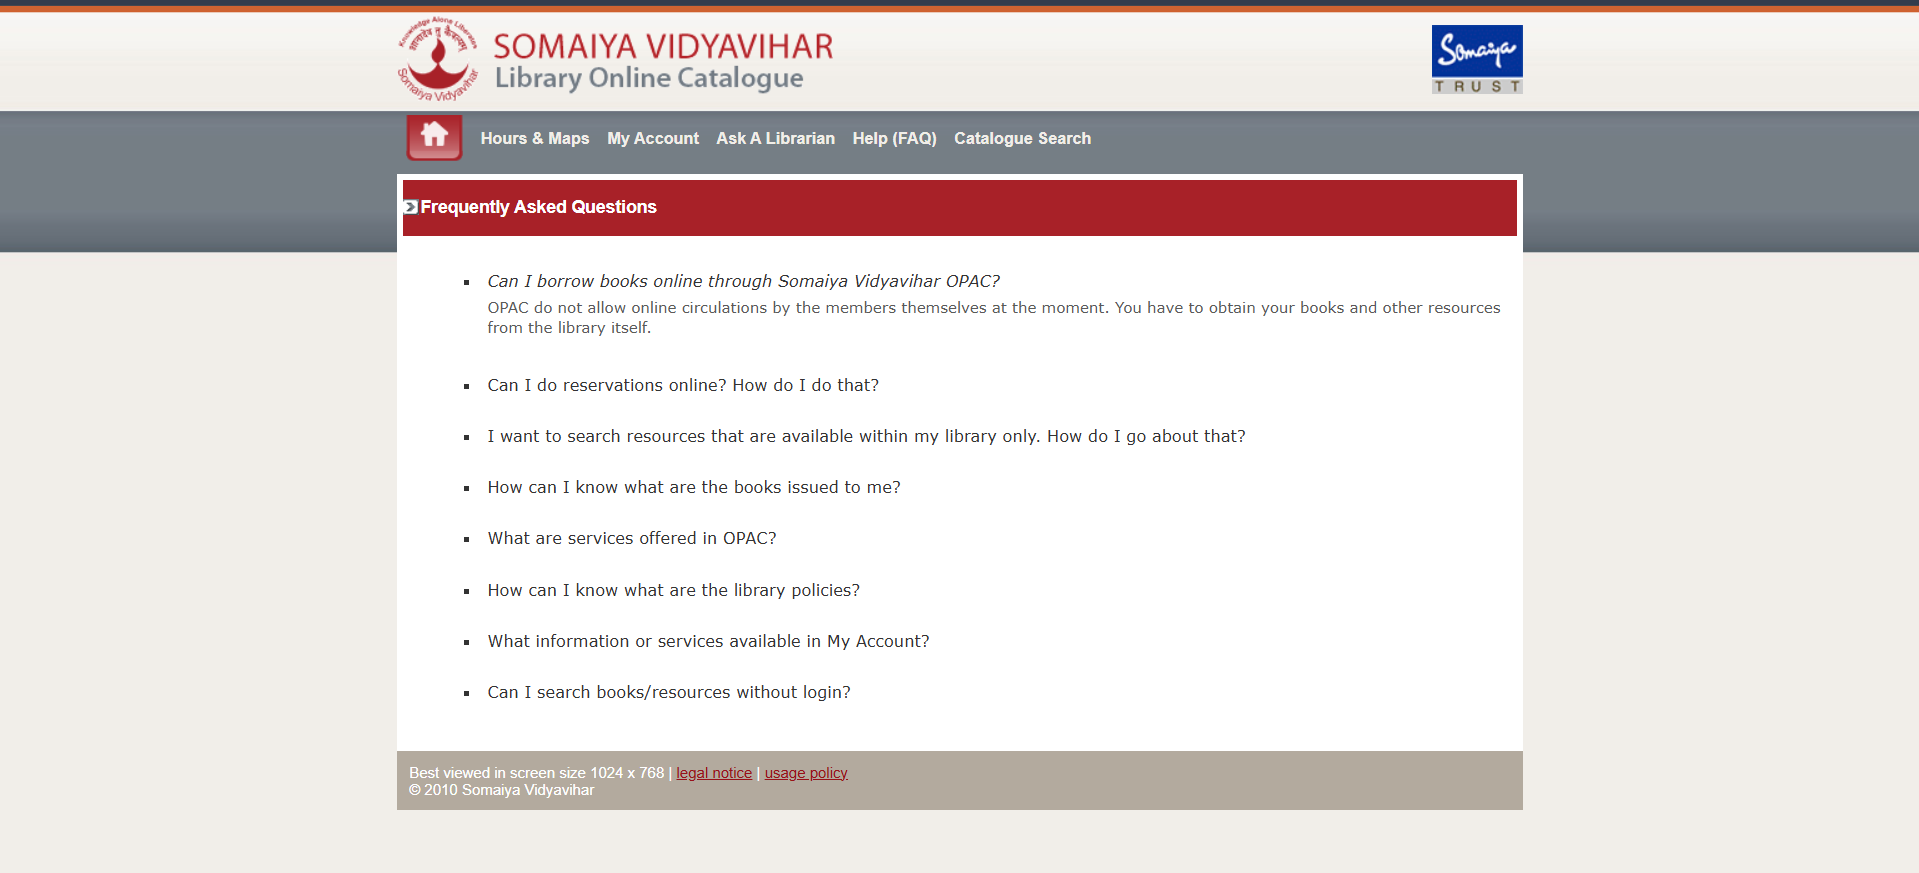 Knowledge Alone Liberates
ज्ञानादेव तु कैवल्यम्
Somaiya Vidyavihar
SOMAIYA VIDYAVIHAR
Library Online Catalogue
Somaiya
TRUST
Hours & Maps My Account Ask A Librarian Help (FAQ) Catalogue Search
Frequently Asked Questions
Can I borrow books online through Somaiya Vidyavihar OPAC?
OPAC do not allow online circulations by the members themselves at the moment. You have to obtain your books and other resources
from the library itself.
Can I do reservations online? How do I do that?
I want to search resources that are available within my library only. How do I go about that?
How can I know what are the books issued to me?
What are services offered in OPAC?
How can I know what are the library policies?
What information or services available in My Account?
Can I search books/resources without login?
Best viewed in screen size 1024 x 768 | legal notice | usage policy
© 2010 Somaiya Vidyavihar